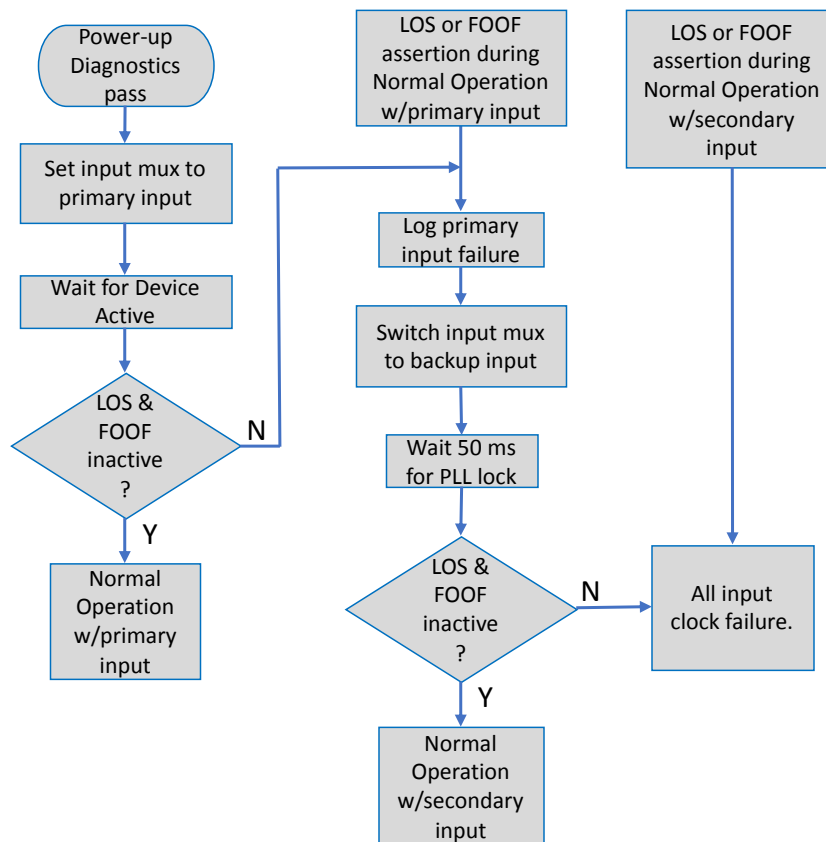 Power-up
Diagnostics
pass
Set input mux to
primary input
Wait for Device
Active
LOS &
FOOF
inactive
?
N
Y
Normal
Operation
w/primary
input
LOS or FOOF
assertion during
Normal Operation
w/primary input
Log primary
input failure
Switch input mux
to backup input
Wait 50 ms
for PLL lock
LOS &
FOOF
inactive
?
N
Y
Normal
Operation
w/secondary
input
LOS or FOOF
assertion during
Normal Operation
w/secondary
input
All input
clock failure.